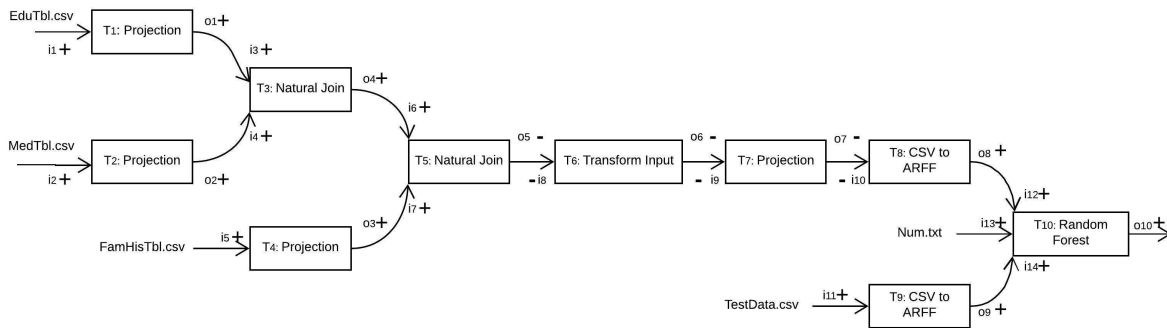 EduTbl.csv
i1 +
T1: Projection
o1 +
i3 +
T3: Natural Join
o4 +
MedTbl.csv
i2 +
T2: Projection
o2 +
i4 +
i6 +
T5: Natural Join
o5 -
- i8
T6: Transform Input
o6 -
- i9
T7: Projection
o7 -
- i10
T8: CSV to
ARFF
o8 +
i12 +
FamHisTbl.csv
i5 +
T4: Projection
o3 +
i7 +
Num.txt
i13 +
T10: Random
Forest
o10 +
i14 +
TestData.csv
i11 +
T9: CSV to
ARFF
o9 +